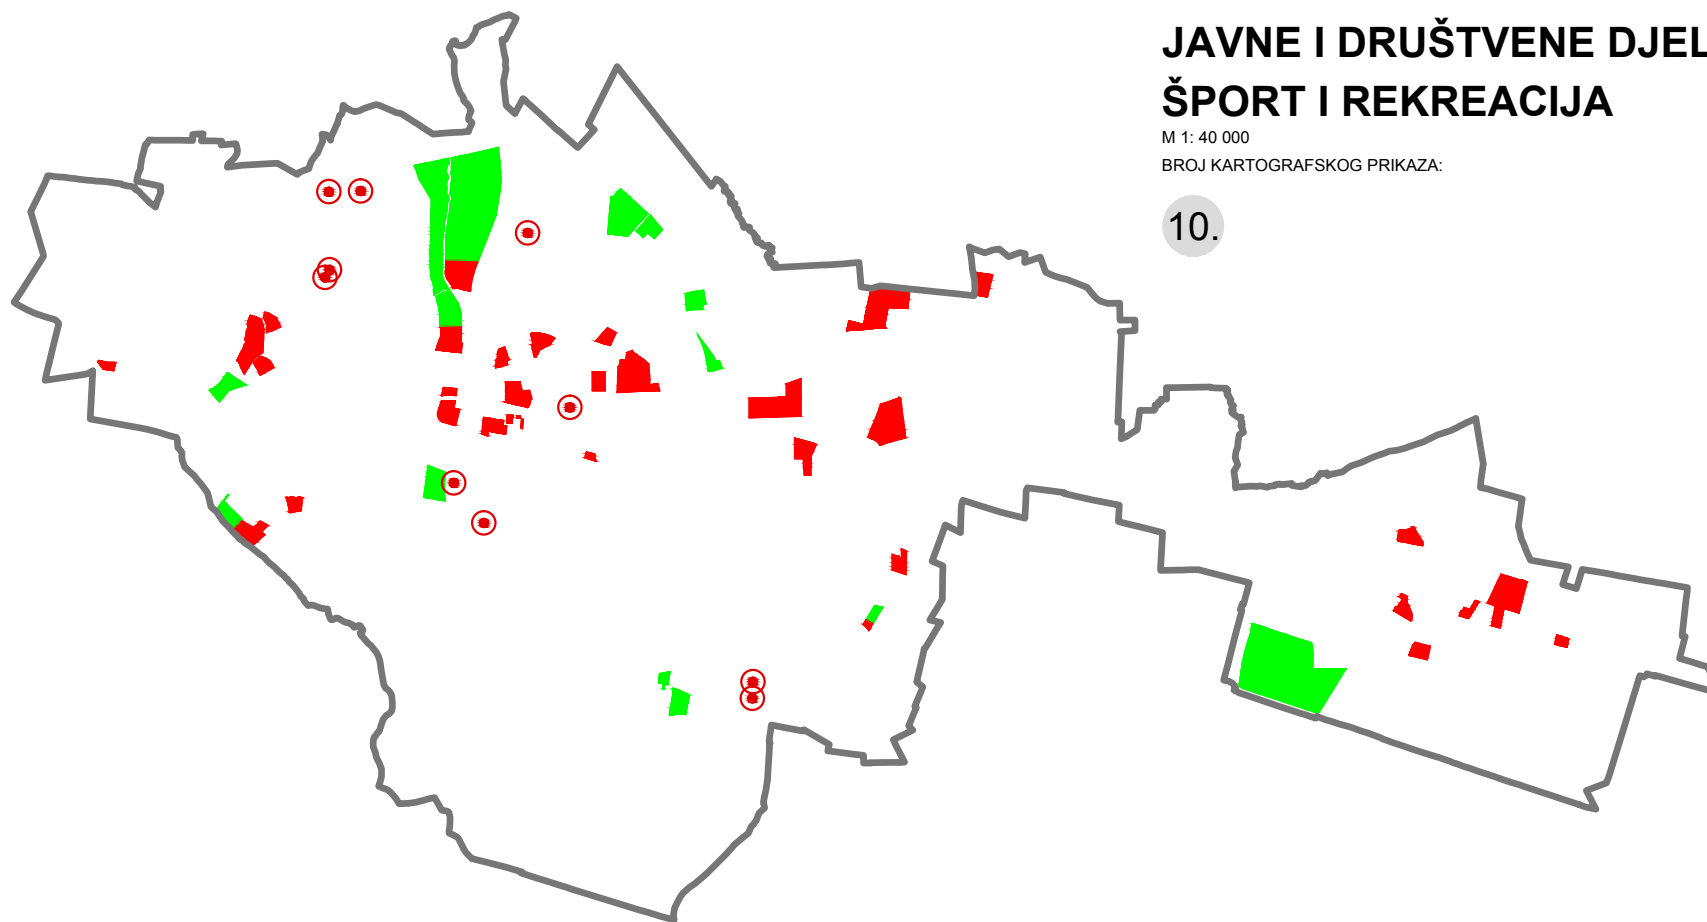 JAVNE I DRUŠTVENE DJEL
ŠPORT I REKREACIJA
M 1: 40 000
BROJ KARTOGRAFSKOG PRIKAZA:
10.